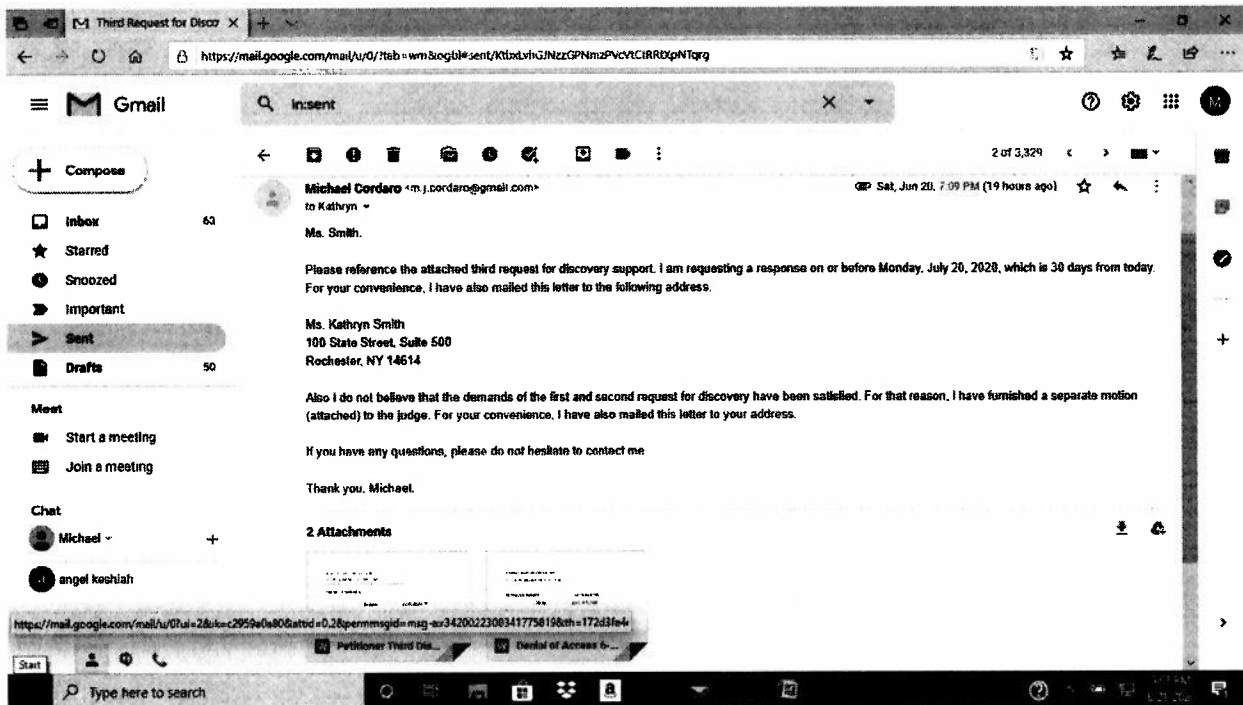 Third Request for Disco
https://mail.google.com/mail/u/0/?tab=wm&ogbl#sent/
Gmail
in:sent
M
Compose
2 of 3,329
Michael Cordaro <m.j.cordaro@gmail.com>
Sat, Jun 20, 7:09 PM (19 hours ago)
to Kathryn
Inbox 63
Starred
Snoozed
Important
Sent
Drafts 50
Ms. Smith.
Please reference the attached third request for discovery support. I am requesting a response on or before Monday, July 20, 2020, which is 30 days from today.
For your convenience, I have also mailed this letter to the following address.
Ms. Kathryn Smith
100 State Street, Suite 500
Rochester, NY 14614
Also I do not believe that the demands of the first and second request for discovery have been satisfied. For that reason, I have furnished a separate motion
(attached) to the judge. For your convenience, I have also mailed this letter to your address.
If you have any questions, please do not hesitate to contact me
Thank you, Michael.
Meet
Start a meeting
Join a meeting
Chat
Michael
angel keshiah
2 Attachments
Petitioner Third Dis...
Denial of Access 6-...
Start
Type here to search